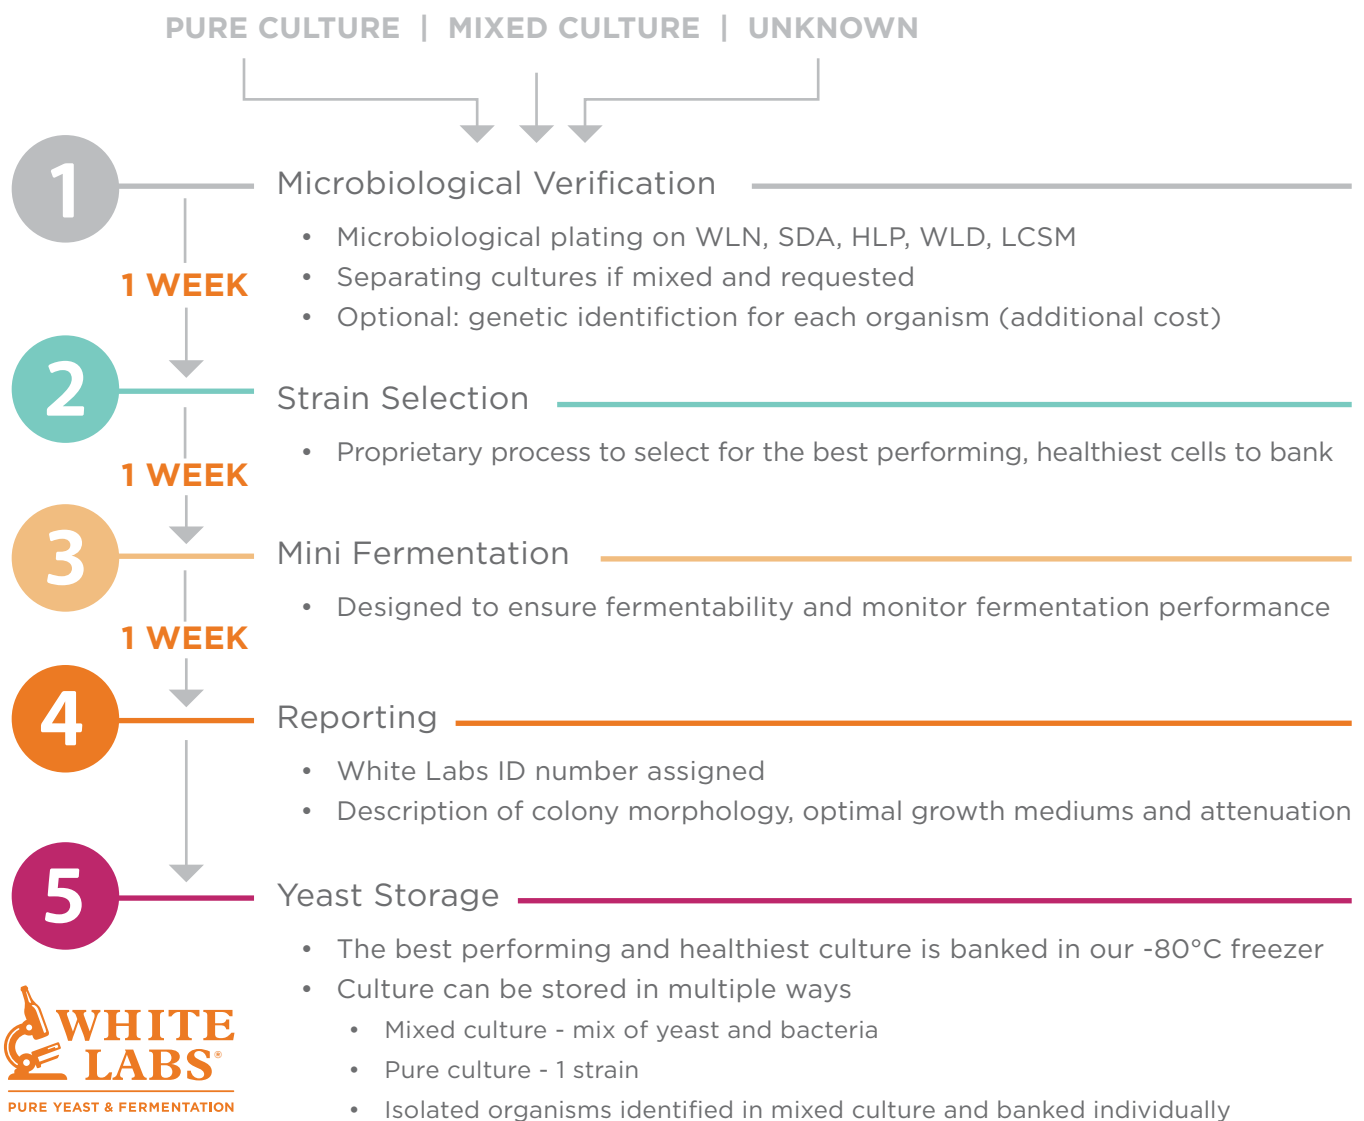 PURE CULTURE | MIXED CULTURE | UNKNOWN
1
Microbiological Verification
• Microbiological plating on WLN, SDA, HLP, WLD, LCSM
• Separating cultures if mixed and requested
• Optional: genetic identifiction for each organism (additional cost)
1 WEEK
2
Strain Selection
• Proprietary process to select for the best performing, healthiest cells to bank
1 WEEK
3
Mini Fermentation
• Designed to ensure fermentability and monitor fermentation performance
1 WEEK
4
Reporting
• White Labs ID number assigned
• Description of colony morphology, optimal growth mediums and attenuation
5
Yeast Storage
• The best performing and healthiest culture is banked in our -80°C freezer
• Culture can be stored in multiple ways
• Mixed culture - mix of yeast and bacteria
• Pure culture - 1 strain
• Isolated organisms identified in mixed culture and banked individually
WHITE
LABS®
PURE YEAST & FERMENTATION